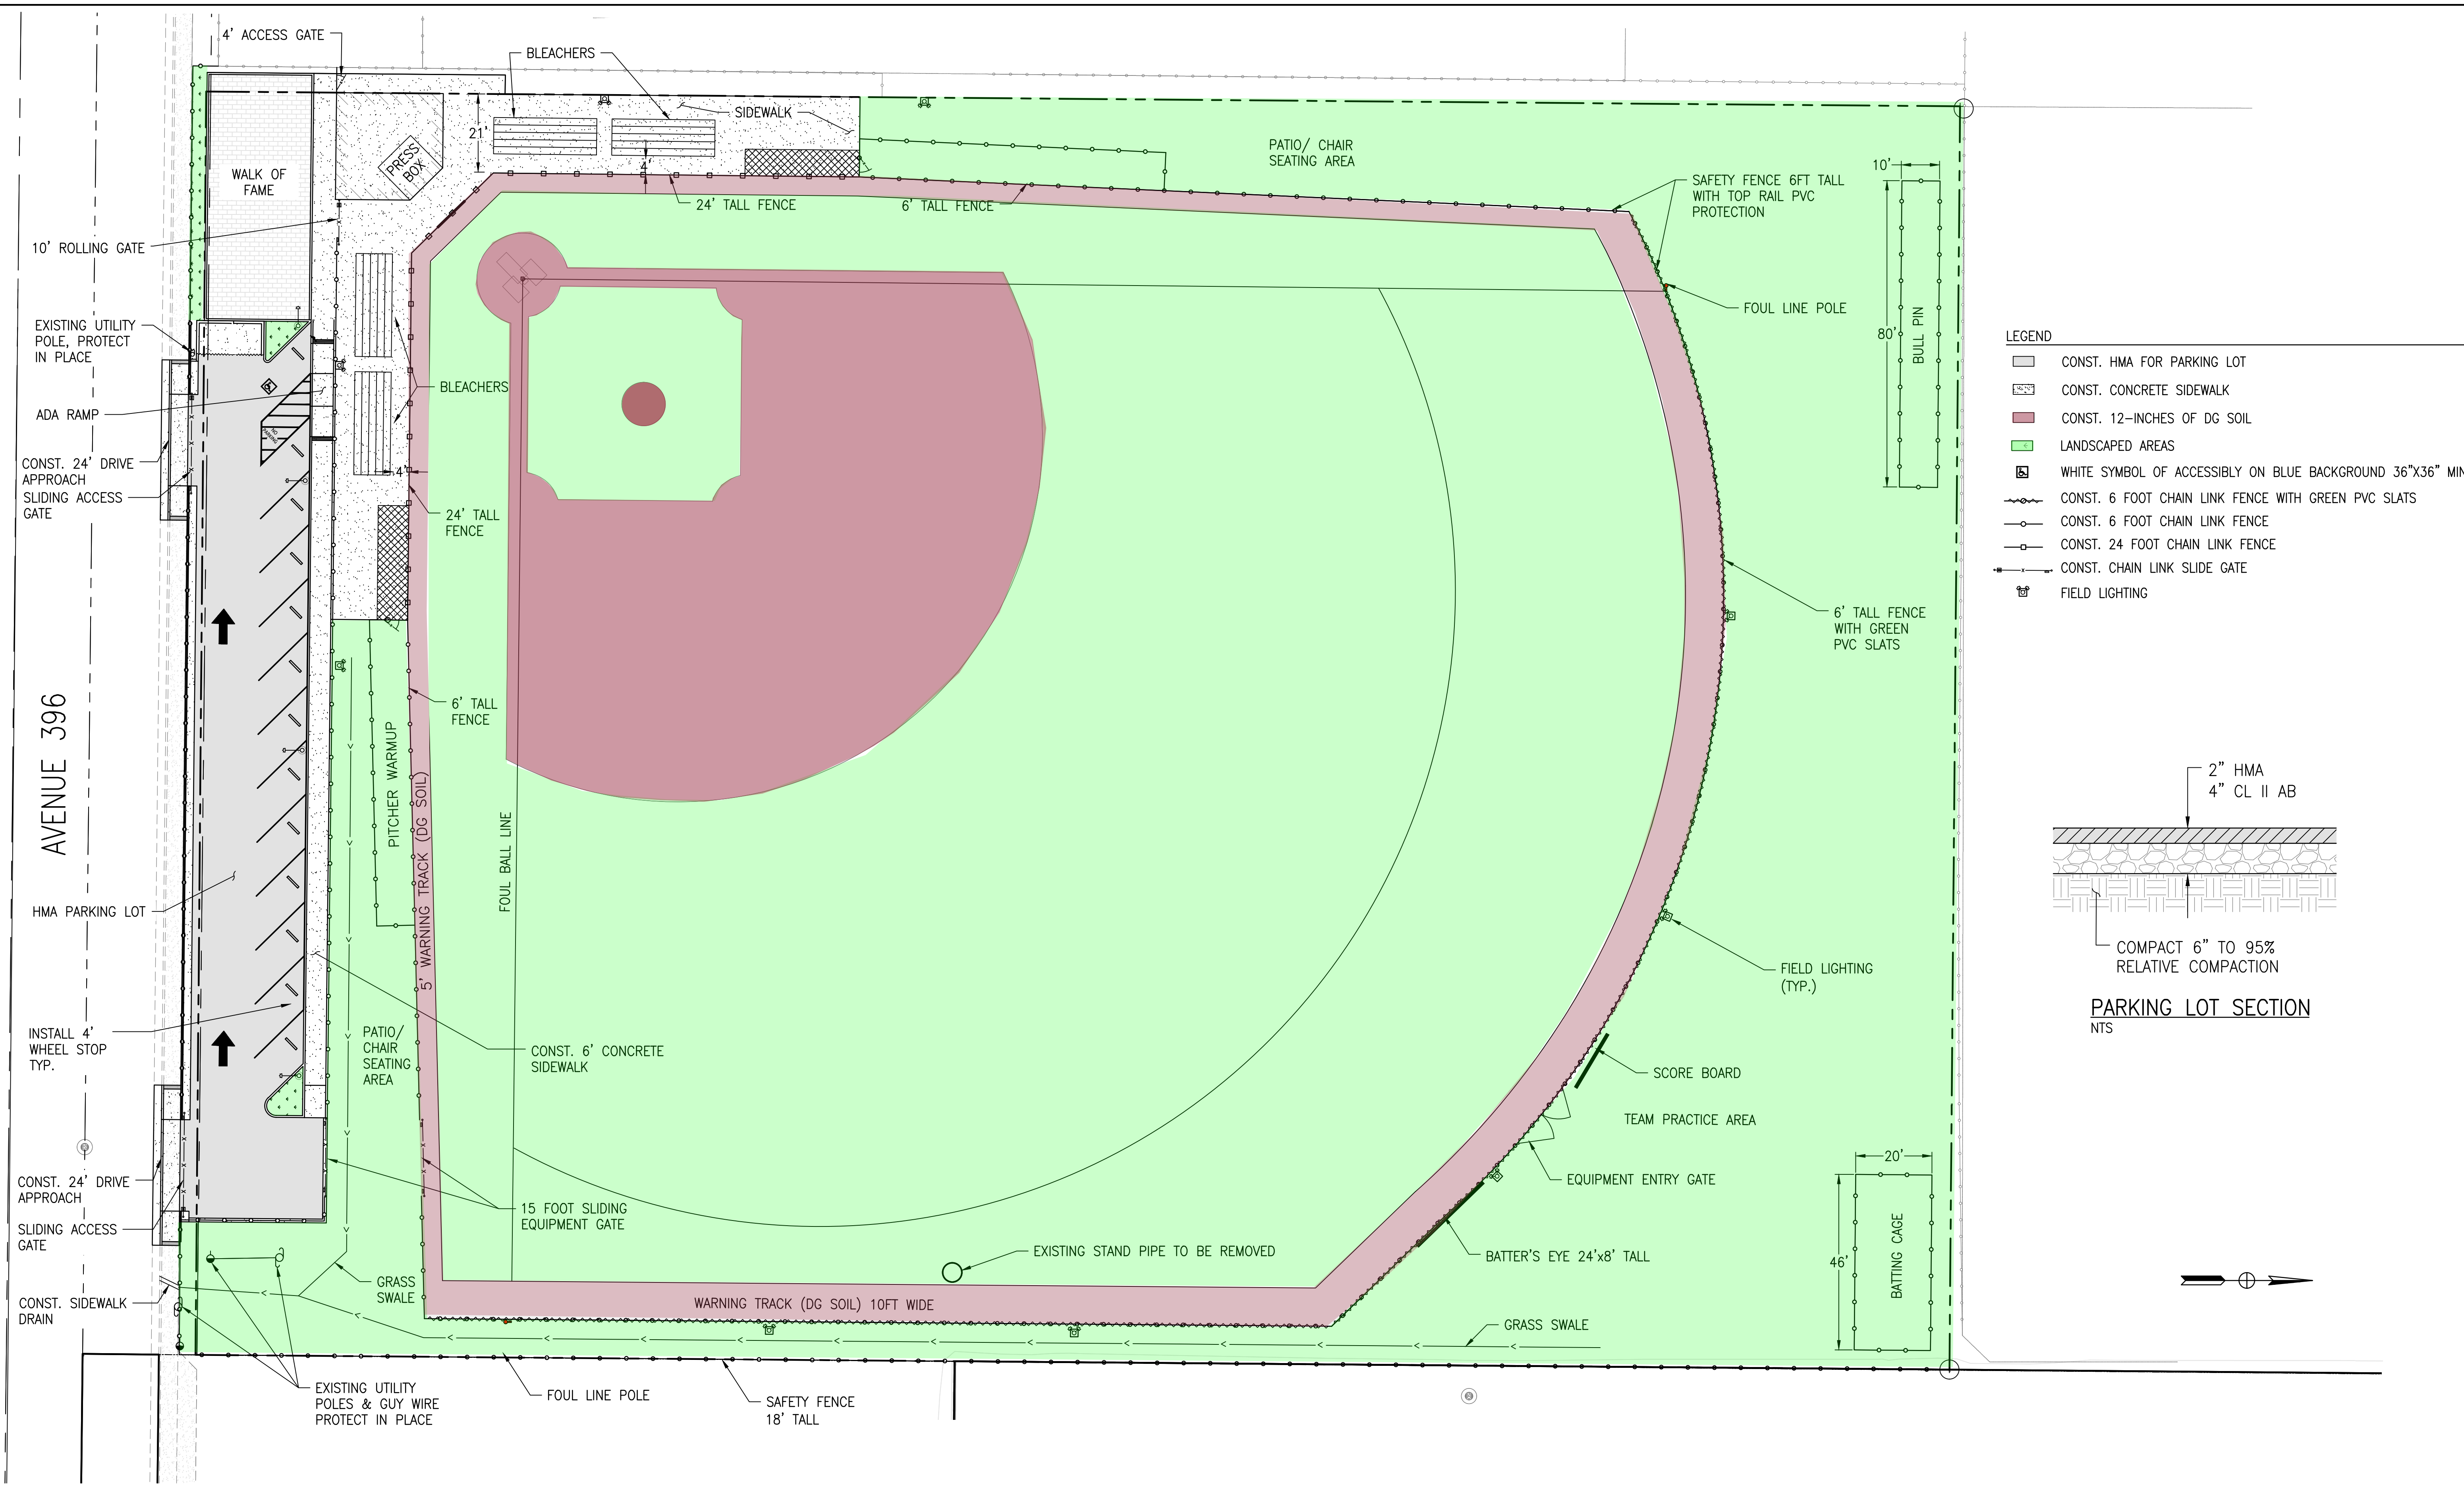 4' ACCESS GATE
BLEACHERS
SIDEWALK
21'
4'
PRESS
BOX
WALK OF
FAME
PATIO/ CHAIR
SEATING AREA
10'
SAFETY FENCE 6FT TALL
WITH TOP RAIL PVC
PROTECTION
24' TALL FENCE
6' TALL FENCE
10' ROLLING GATE
FOUL LINE POLE
80'
BULL PIN
EXISTING UTILITY
POLE, PROTECT
IN PLACE
BLEACHERS
ADA RAMP
NO
PARKING
CONST. 24' DRIVE
APPROACH
SLIDING ACCESS
GATE
4'
24' TALL
FENCE
LEGEND
CONST. HMA FOR PARKING LOT
CONST. CONCRETE SIDEWALK
CONST. 12-INCHES OF DG SOIL
LANDSCAPED AREAS
WHITE SYMBOL OF ACCESSIBLY ON BLUE BACKGROUND 36"X36" MIN
CONST. 6 FOOT CHAIN LINK FENCE WITH GREEN PVC SLATS
CONST. 6 FOOT CHAIN LINK FENCE
CONST. 24 FOOT CHAIN LINK FENCE
CONST. CHAIN LINK SLIDE GATE
FIELD LIGHTING
6' TALL FENCE
WITH GREEN
PVC SLATS
AVENUE 396
6' TALL
FENCE
PITCHER WARMUP
5' WARNING TRACK (DG SOIL)
FOUL BALL LINE
2" HMA
4" CL II AB
COMPACT 6" TO 95%
RELATIVE COMPACTION
PARKING LOT SECTION
NTS
HMA PARKING LOT
FIELD LIGHTING
(TYP.)
INSTALL 4'
WHEEL STOP
TYP.
PATIO/
CHAIR
SEATING
AREA
CONST. 6' CONCRETE
SIDEWALK
SCORE BOARD
TEAM PRACTICE AREA
EQUIPMENT ENTRY GATE
20'
46'
BATTING CAGE
CONST. 24' DRIVE
APPROACH
SLIDING ACCESS
GATE
15 FOOT SLIDING
EQUIPMENT GATE
EXISTING STAND PIPE TO BE REMOVED
BATTER'S EYE 24'x8' TALL
GRASS
SWALE
CONST. SIDEWALK
DRAIN
WARNING TRACK (DG SOIL) 10FT WIDE
GRASS SWALE
EXISTING UTILITY
POLES & GUY WIRE
PROTECT IN PLACE
FOUL LINE POLE
SAFETY FENCE
18' TALL